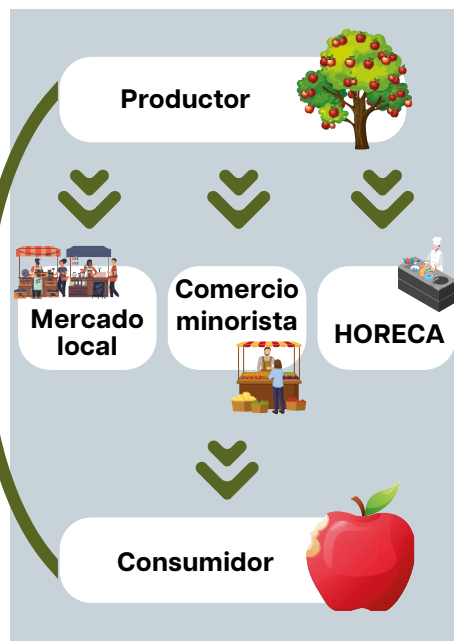 Productor
Mercado
local
Comercio
minorista
HORECA
Consumidor